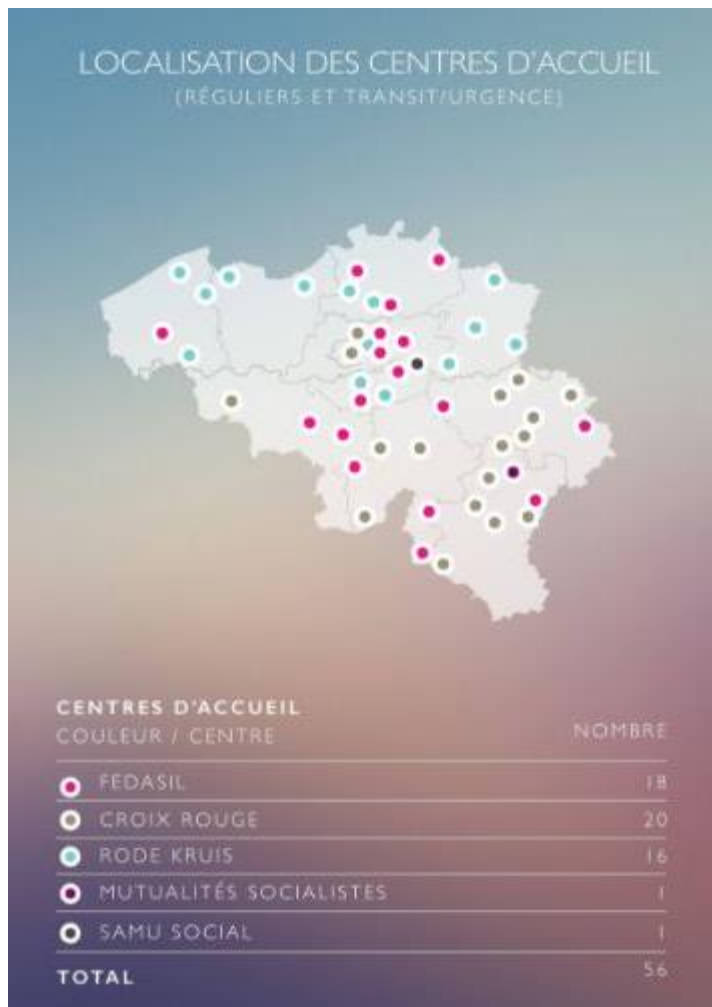 LOCALISATION DES CENTRES D'ACCUEIL
(RÉGULIERS ET TRANSIT/URGENCE)
CENTRES D'ACCUEIL
COULEUR / CENTRE NOMBRE
FEDASIL 18
CROIX ROUGE 20
RODE KRUIS 16
MUTUALITÉS SOCIALISTES 1
SAMU SOCIAL 1
TOTAL 56